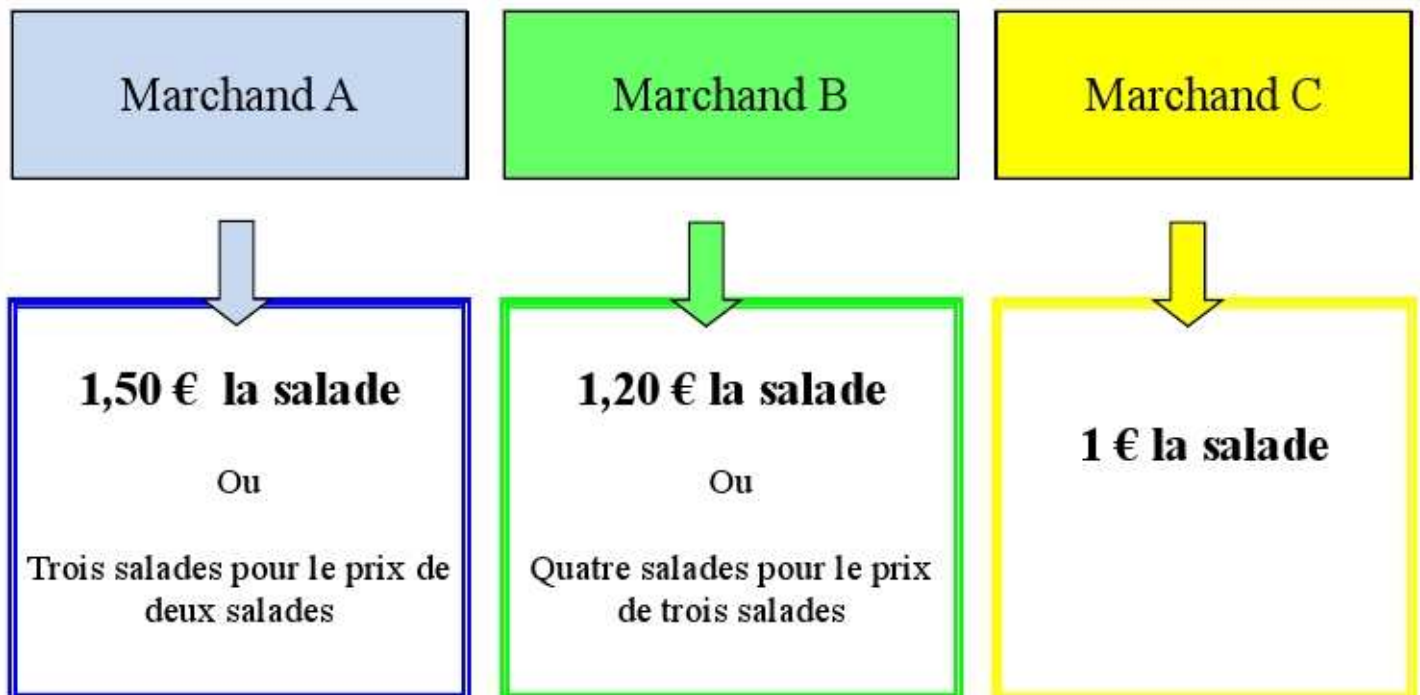 Marchand A
Marchand B
Marchand C
1,50 € la salade
Ou
Trois salades pour le prix de
deux salades
1,20 € la salade
Ou
Quatre salades pour le prix
de trois salades
1 € la salade